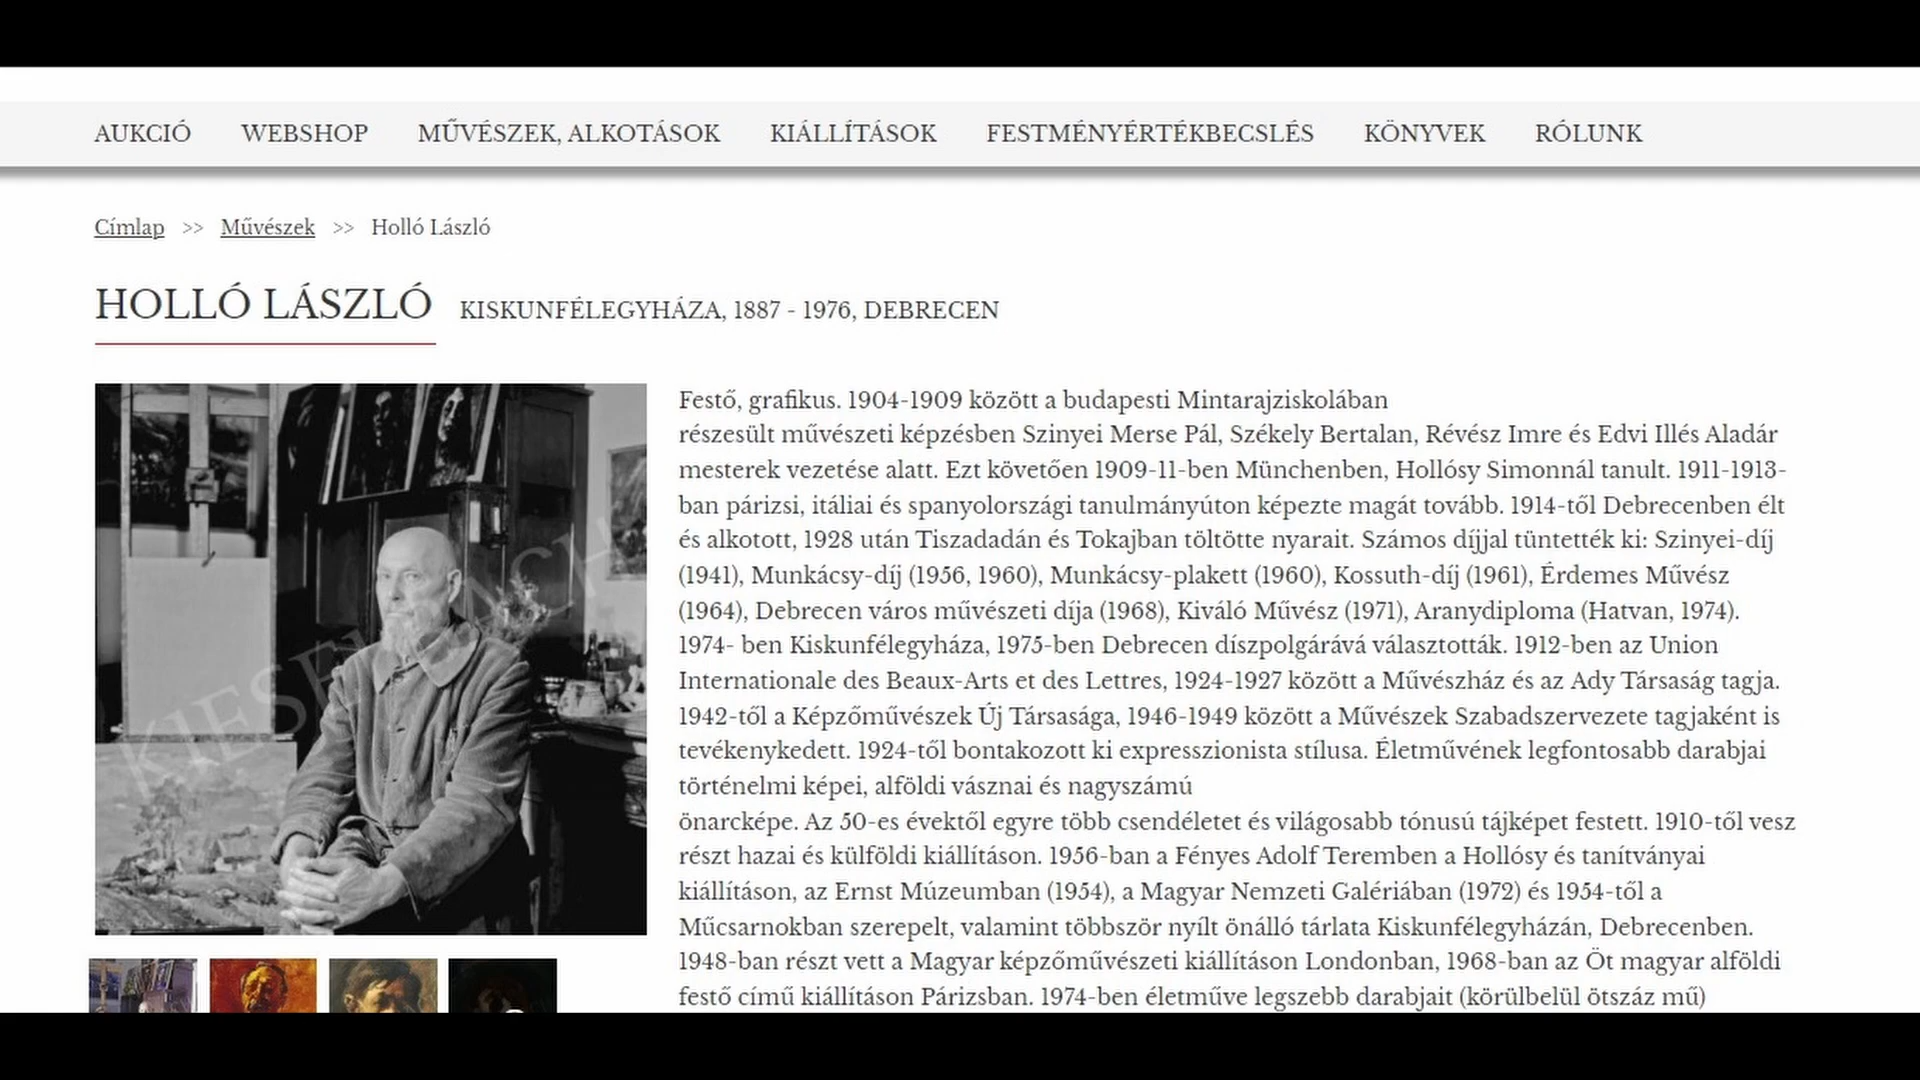 AUKCIÓ WEBSHOP MŰVÉSZEK, ALKOTÁSOK KIÁLLÍTÁSOK FESTMÉNYÉRTÉKBECSLÉS KÖNYVEK RÓLUNK
Címlap >> Művészek >> Holló László
HOLLÓ LÁSZLÓ KISKUNFÉLEGYHÁZA, 1887 - 1976, DEBRECEN
Festő, grafikus. 1904-1909 között a budapesti Mintarajziskolában
részesült művészeti képzésben Szinyei Merse Pál, Székely Bertalan, Révész Imre és Edvi Illés Aladár
mesterek vezetése alatt. Ezt követően 1909-11-ben Münchenben, Hollósy Simonnál tanult. 1911-1913-
ban párizsi, itáliai és spanyolországi tanulmányúton képezte magát tovább. 1914-től Debrecenben élt
és alkotott, 1928 után Tiszadadán és Tokajban töltötte nyarait. Számos díjjal tüntették ki: Szinyei-díj
(1941), Munkácsy-díj (1956, 1960), Munkácsy-plakett (1960), Kossuth-díj (1961), Érdemes Művész
(1964), Debrecen város művészeti díja (1968), Kiváló Művész (1971), Aranydiploma (Hatvan, 1974).
1974- ben Kiskunfélegyháza, 1975-ben Debrecen díszpolgárává választották. 1912-ben az Union
Internationale des Beaux-Arts et des Lettres, 1924-1927 között a Művészház és az Ady Társaság tagja.
1942-től a Képzőművészek Új Társasága, 1946-1949 között a Művészek Szabadszervezete tagjaként is
tevékenykedett. 1924-től bontakozott ki expresszionista stílusa. Életművének legfontosabb darabjai
történelmi képei, alföldi vásznai és nagyszámú
önarcképe. Az 50-es évektől egyre több csendéletet és világosabb tónusú tájképet festett. 1910-től vesz
részt hazai és külföldi kiállításon. 1956-ban a Fényes Adolf Teremben a Hollósy és tanítványai
kiállításon, az Ernst Múzeumban (1954), a Magyar Nemzeti Galériában (1972) és 1954-től a
Műcsarnokban szerepelt, valamint többször nyílt önálló tárlata Kiskunfélegyházán, Debrecenben.
1948-ban részt vett a Magyar képzőművészeti kiállításon Londonban, 1968-ban az Öt magyar alföldi
festő című kiállításon Párizsban. 1974-ben életműve legszebb darabjait (körülbelül ötszáz mű)
KIESELBACH